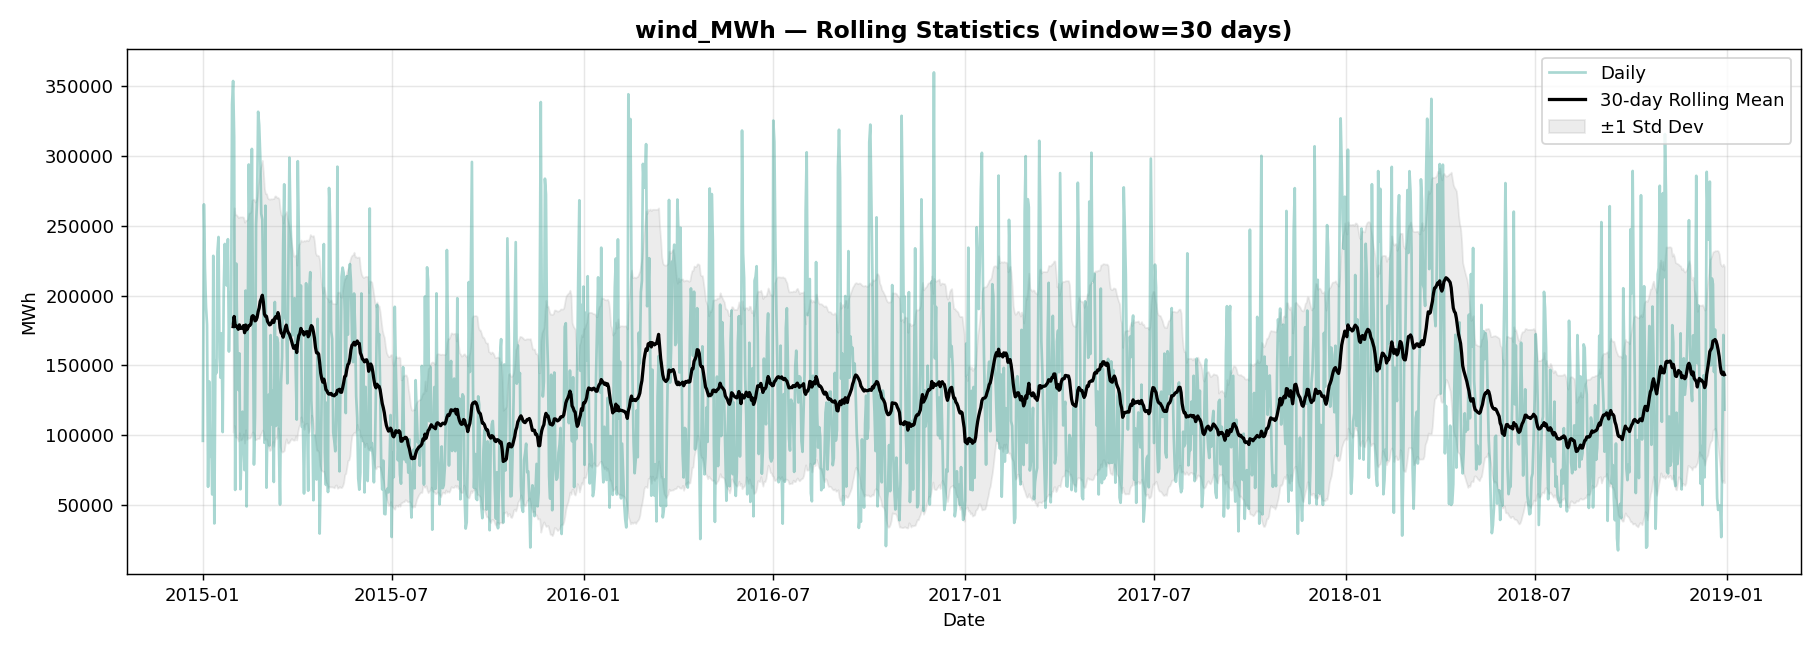 wind_MWh — Rolling Statistics (window=30 days)
Daily
30-day Rolling Mean
±1 Std Dev
MWh
350000
300000
250000
200000
150000
100000
50000
2015-01 2015-07 2016-01 2016-07 2017-01 2017-07 2018-01 2018-07 2019-01
Date